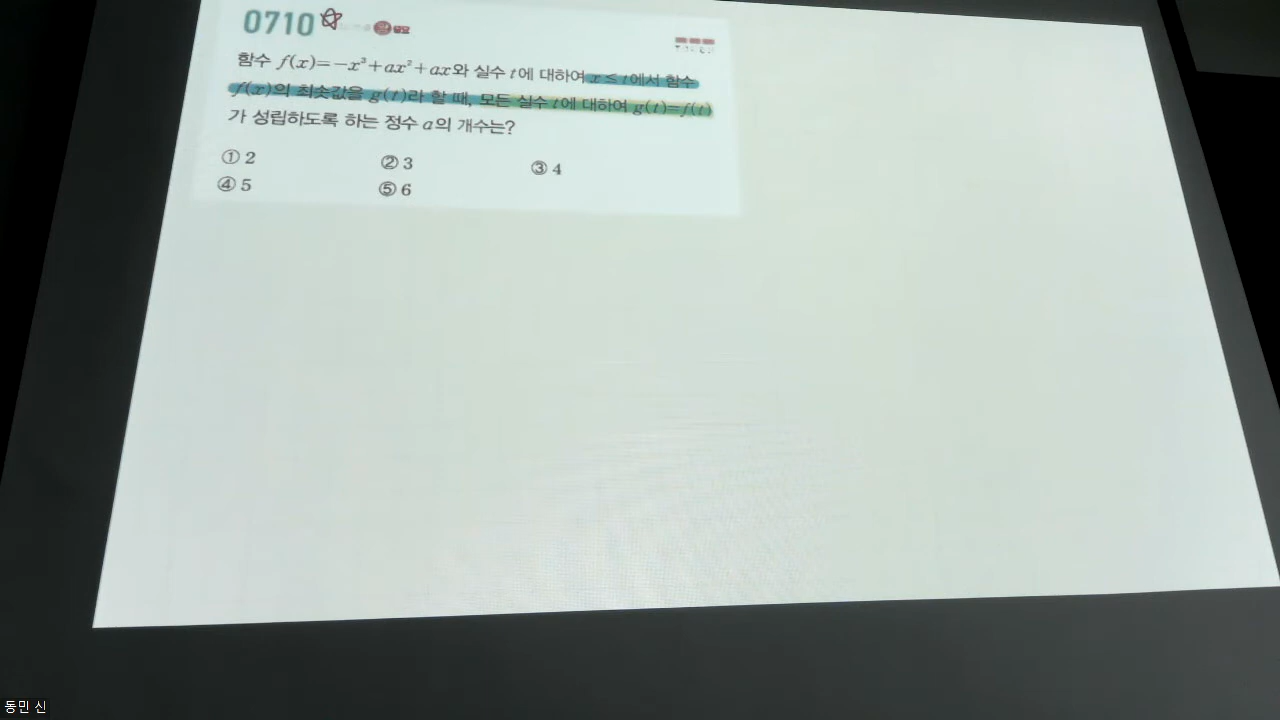 0710
함수 f(x)=-x³+ax²+ax와 실수 t에 대하여 x≤t에서 함수
f(x)의 최솟값을 g(t)라 할 때, 모든 실수 t에 대하여 g(t)=f(t)
가 성립하도록 하는 정수 a의 개수는?
① 2 ② 3 ③ 4
④ 5 ⑤ 6
동민 신